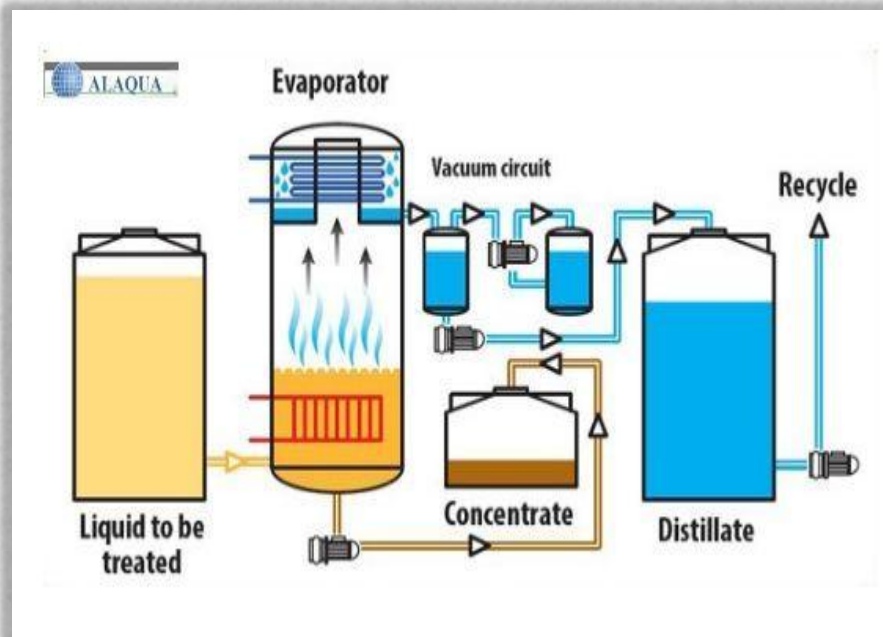 ALAQUA
Evaporator
Vacuum circuit
Recycle
Liquid to be
treated
Concentrate
Distillate